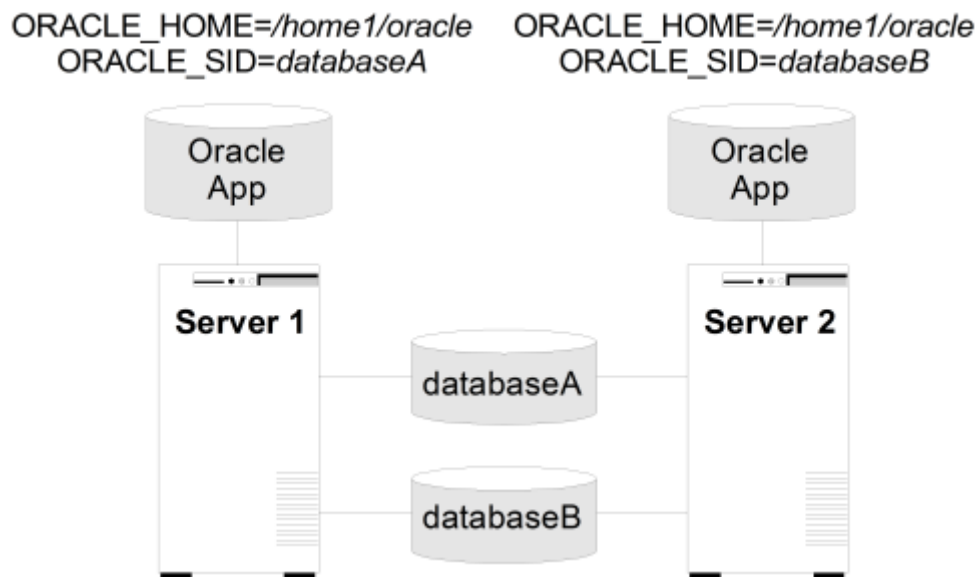 ORACLE_HOME=/home1/oracle
ORACLE_SID=databaseA
ORACLE_HOME=/home1/oracle
ORACLE_SID=databaseB
Oracle
App
Oracle
App
Server 1
Server 2
databaseA
databaseB